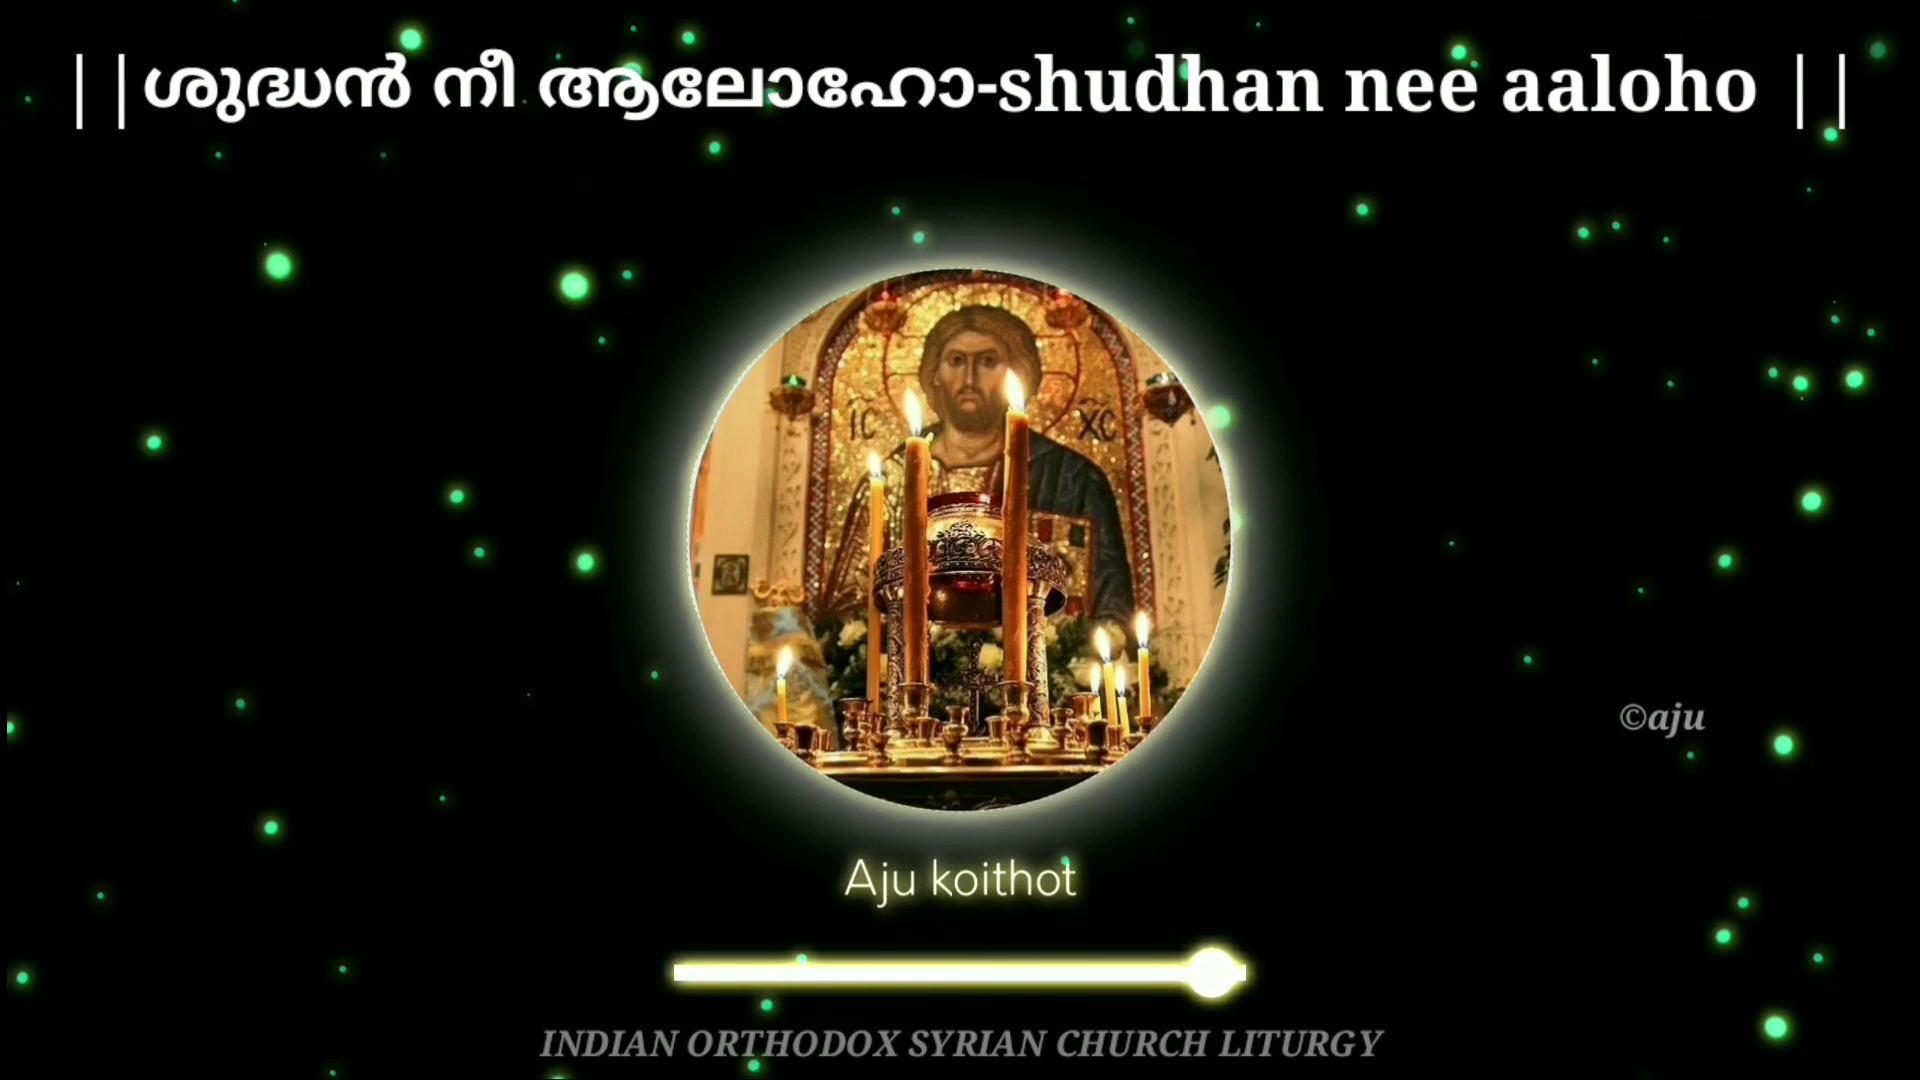 ||ശുദ്ധൻ നീ ആലോഹോ-shudhan nee aaloho ||
IC XC
©aju
Aju koithot
INDIAN ORTHODOX SYRIAN CHURCH LITURGY